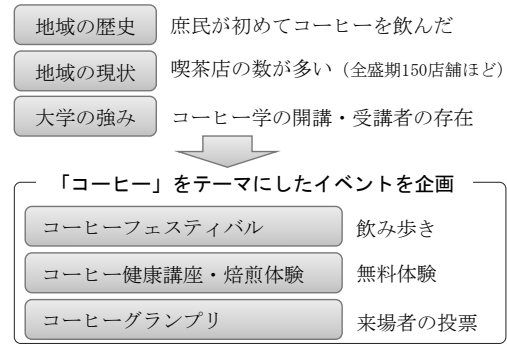 地域の歴史 庶民が初めてコーヒーを飲んだ
地域の現状 喫茶店の数が多い（全盛期150店舗ほど）
大学の強み コーヒー学の開講・受講者の存在
「コーヒー」をテーマにしたイベントを企画
コーヒーフェスティバル 飲み歩き
コーヒー健康講座・焙煎体験 無料体験
コーヒーグランプリ 来場者の投票